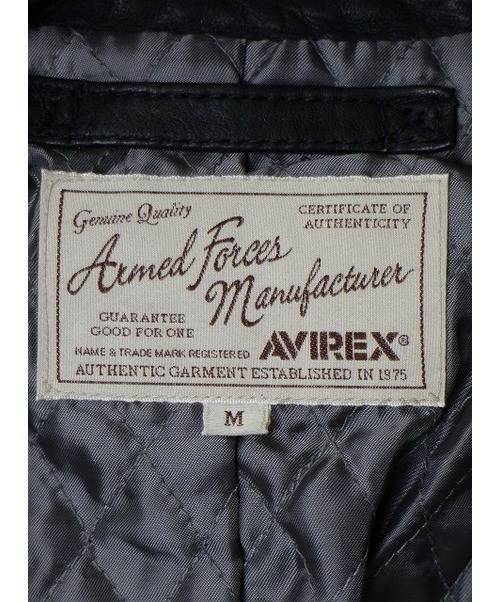 Genuine Quality
CERTIFICATE OF
AUTHENTICITY
Armed Forces
Manufacturer
GUARANTEE
GOOD FOR ONE
NAME & TRADE MARK REGISTERED
AVIREX®
AUTHENTIC GARMENT ESTABLISHED IN 1975
M